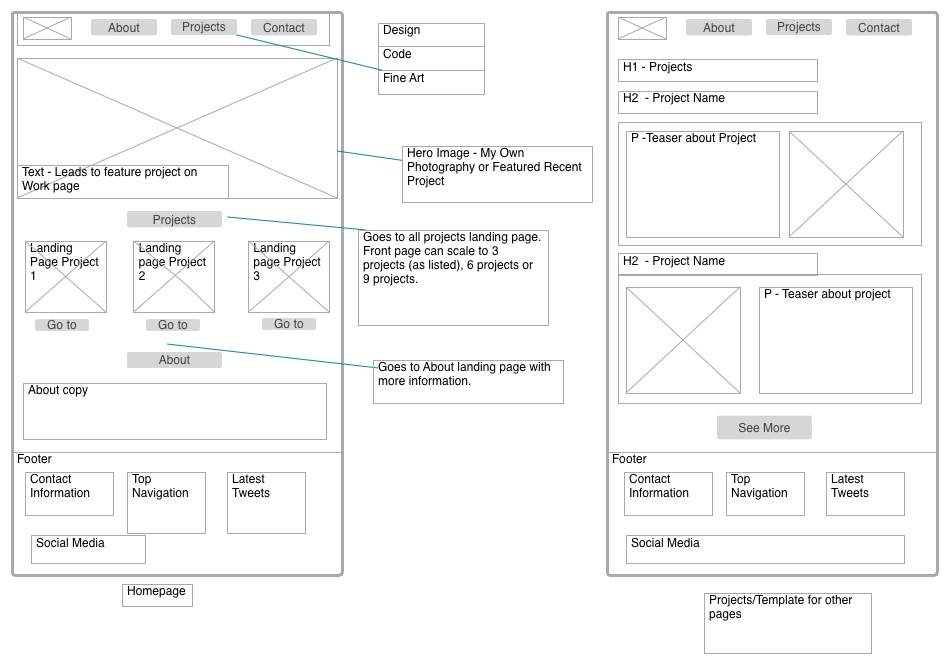 About
Projects
Contact
Design
Code
Fine Art
Text - Leads to feature project on
Work page
Hero Image - My Own
Photography or Featured Recent
Project
Projects
Goes to all projects landing page.
Front page can scale to 3
projects (as listed), 6 projects or
9 projects.
Landing
Page Project
1
Landing
page Project
2
Landing
page Project
3
Go to
Go to
Go to
About
Goes to About landing page with
more information.
About copy
Footer
Contact
Information
Top
Navigation
Latest
Tweets
Social Media
Homepage
About
Projects
Contact
H1 - Projects
H2  - Project Name
P -Teaser about Project
H2  - Project Name
P - Teaser about project
See More
Footer
Contact
Information
Top
Navigation
Latest
Tweets
Social Media
Projects/Template for other
pages